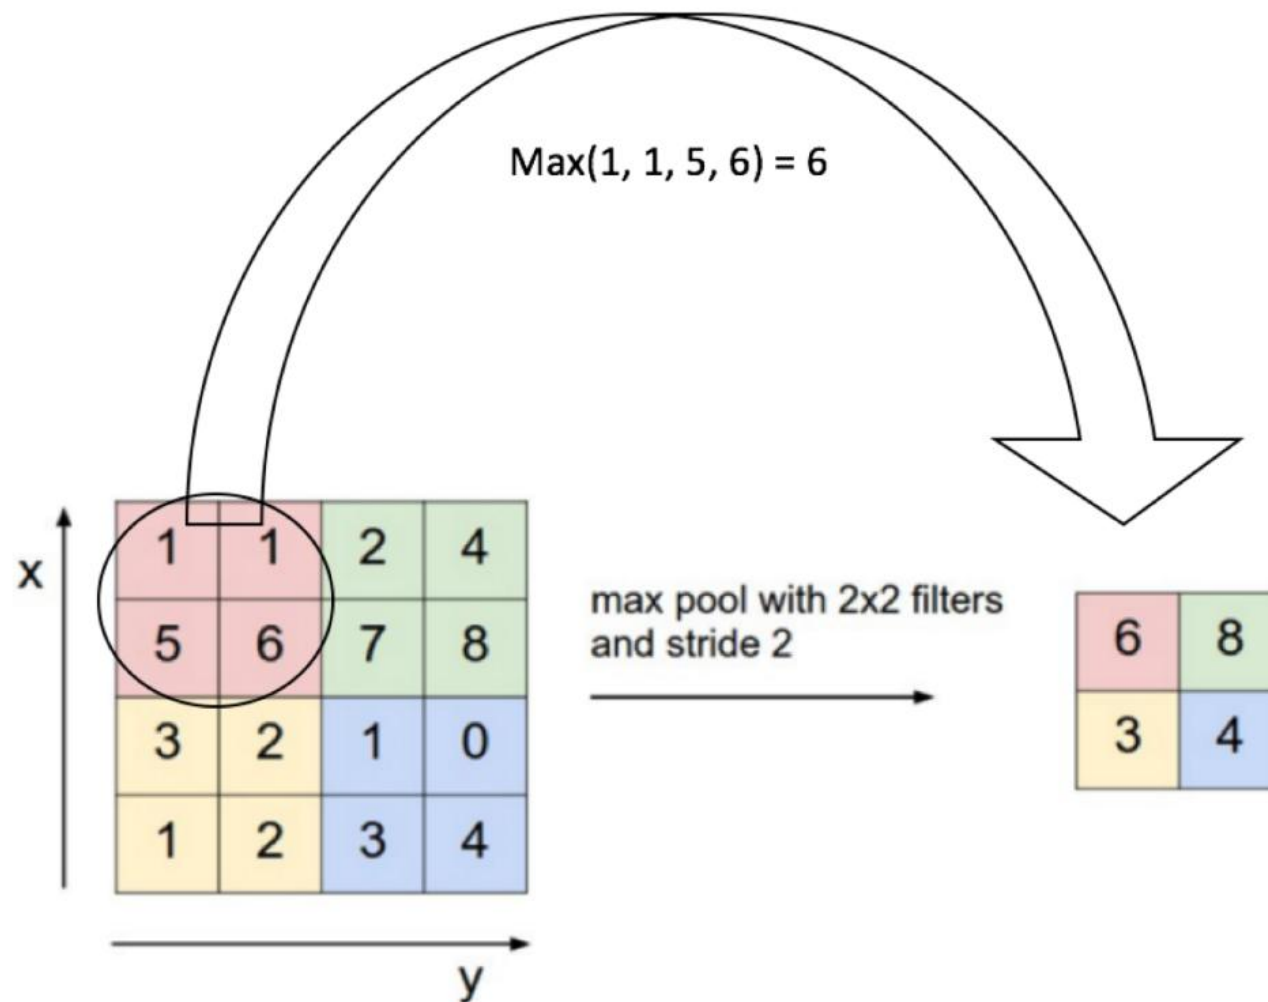 Max(1, 1, 5, 6) = 6
x
1 1 2 4
5 6 7 8
3 2 1 0
1 2 3 4
y
max pool with 2x2 filters
and stride 2
6 8
3 4